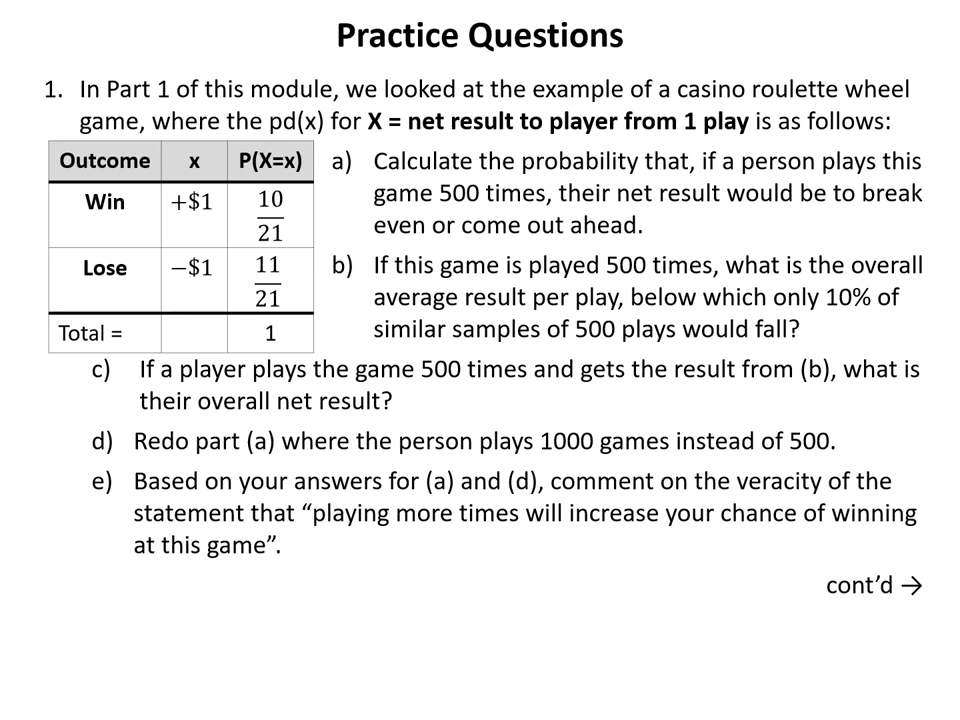 Practice Questions
1. In Part 1 of this module, we looked at the example of a casino roulette wheel
game, where the pd(x) for X = net result to player from 1 play is as follows:
Outcome x P(X=x)
Win +$1 10/21
Lose −$1 11/21
Total = 1
a) Calculate the probability that, if a person plays this
game 500 times, their net result would be to break
even or come out ahead.
b) If this game is played 500 times, what is the overall
average result per play, below which only 10% of
similar samples of 500 plays would fall?
c) If a player plays the game 500 times and gets the result from (b), what is
their overall net result?
d) Redo part (a) where the person plays 1000 games instead of 500.
e) Based on your answers for (a) and (d), comment on the veracity of the
statement that “playing more times will increase your chance of winning
at this game”.
cont’d →